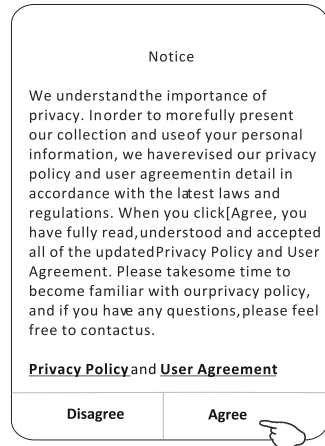 Notice
We understandthe importance of
privacy. Inorder to morefully present
our collection and useof your personal
information, we haverevised our privacy
policy and user agreementin detail in
accordance with the latest laws and
regulations. When you click[Agree, you
have fully read,understood and accepted
all of the updatedPrivacy Policy and User
Agreement. Please takesome time to
become familiar with ourprivacy policy,
and if you have any questions,please feel
free to contactus.
Privacy Policy and User Agreement
Disagree Agree